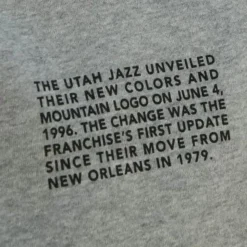 THE UTAH JAZZ UNVEILED
THEIR NEW COLORS AND
MOUNTAIN LOGO ON JUNE 4,
1996. THE CHANGE WAS THE
FRANCHISE'S FIRST UPDATE
SINCE THEIR MOVE FROM
NEW ORLEANS IN 1979.